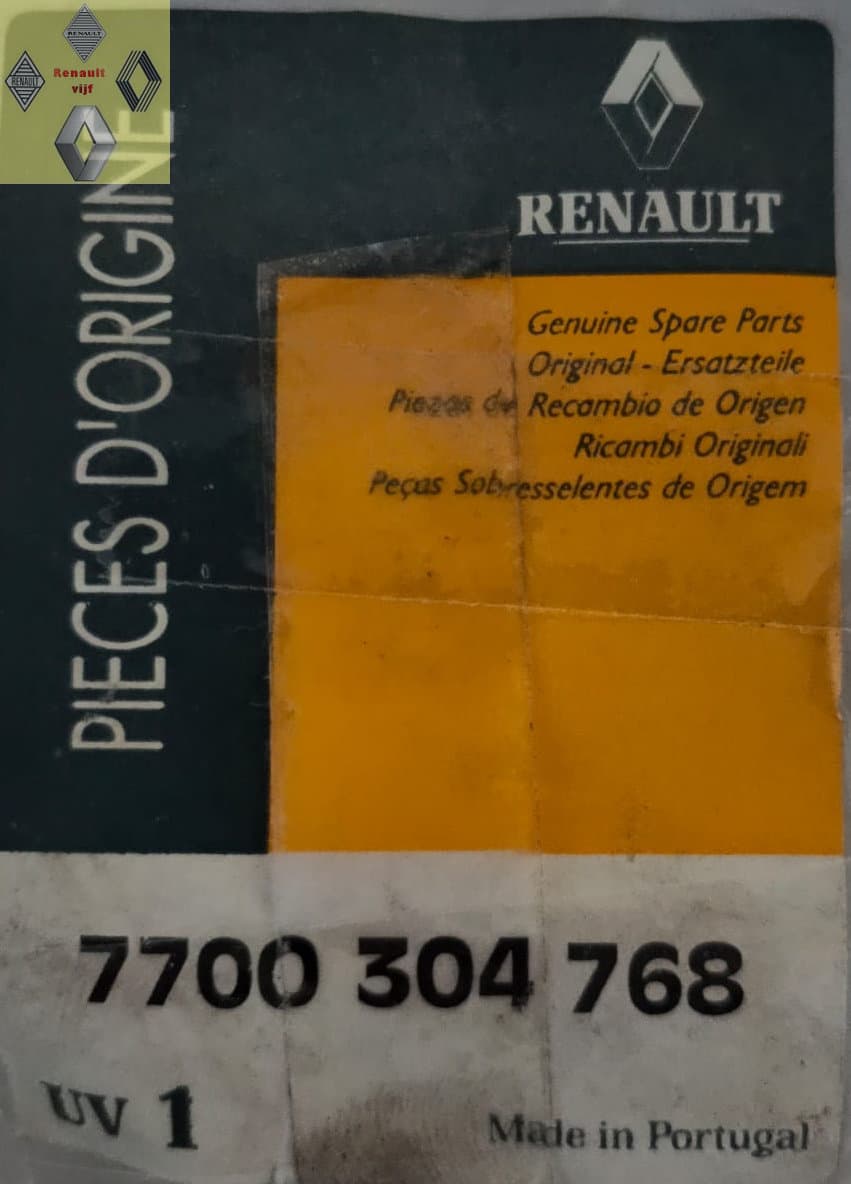 RENAULT
RENAULT
Renault
vijf
PIECES D'ORIGINE
RENAULT
Genuine Spare Parts
Original - Ersatzteile
Piezas de Recambio de Origen
Ricambi Originali
Peças Sobresselentes de Origem
7700 304 768
UV 1
Made in Portugal